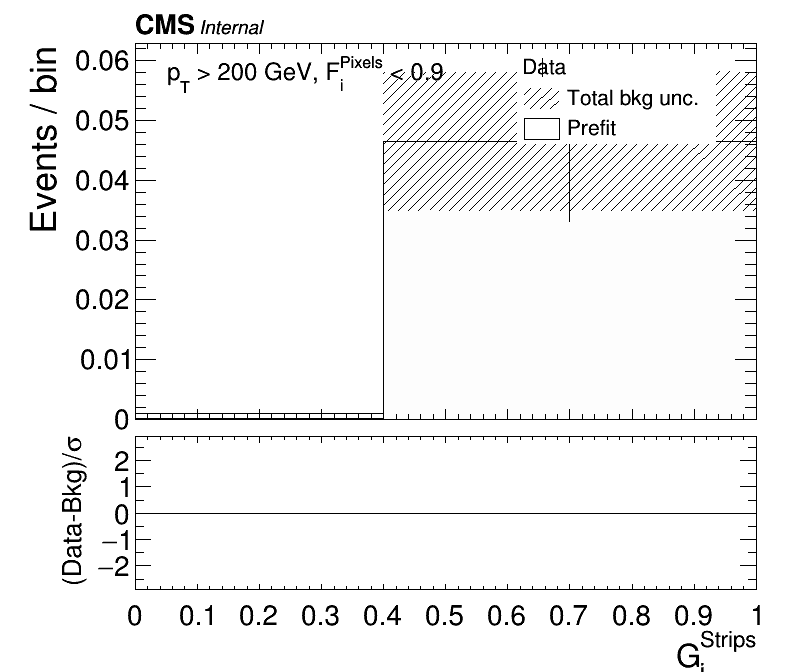 CMS Internal
Events / bin
p_T > 200 GeV, F_i^Pixels < 0.9
Data
Total bkg unc.
Prefit
0.06
0.05
0.04
0.03
0.02
0.01
0
(Data-Bkg)/σ
2
1
0
−1
−2
0 0.1 0.2 0.3 0.4 0.5 0.6 0.7 0.8 0.9 1
G_i^Strips